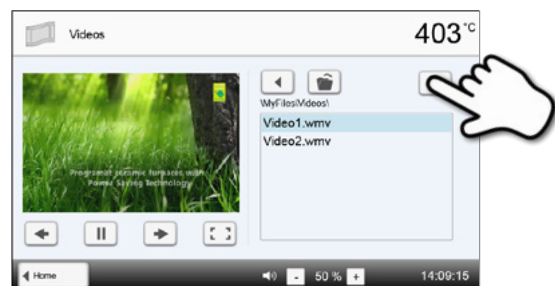 Videos
403°C
\MyFiles\Videos\
Video1.wmv
Video2.wmv
Programat ceramic furnaces with
Power Saving Technology
Home
- 50 % +
14:09:15